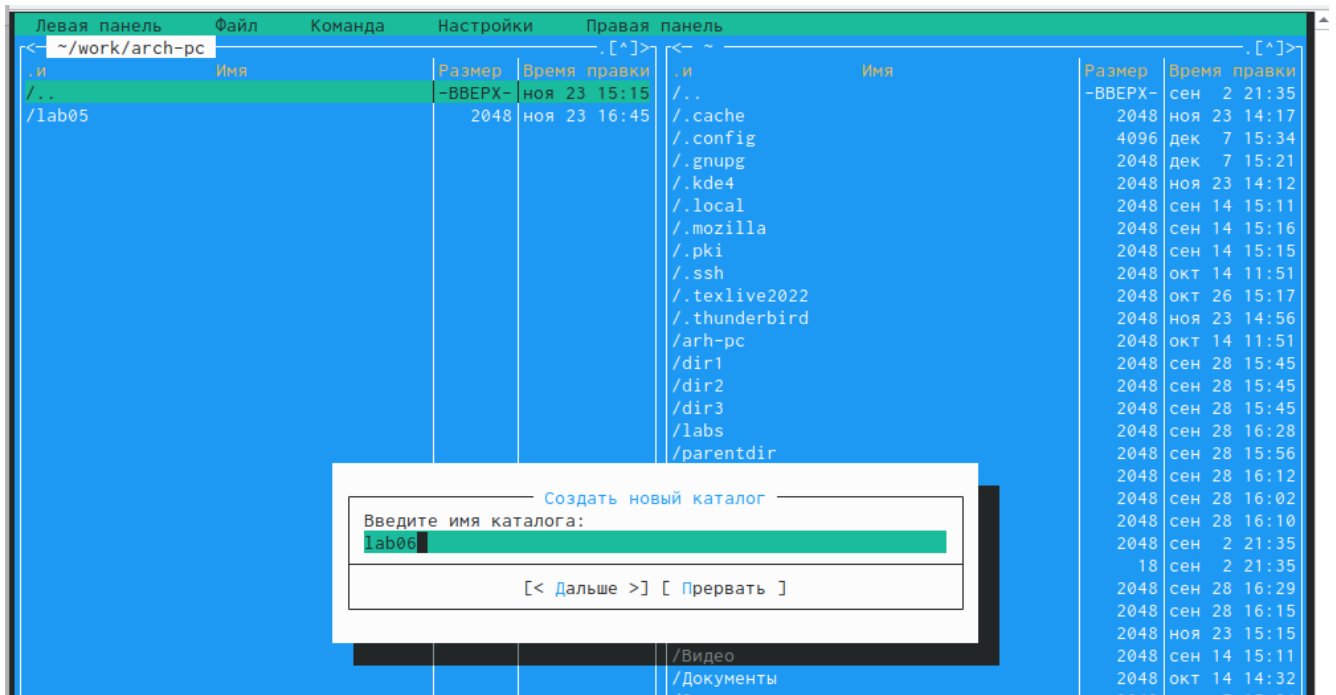 Левая панель Файл Команда Настройки Правая панель
<─ ~/work/arch-pc .[^]>
.и Имя Размер Время правки
/.. -ВВЕРХ- ноя 23 15:15
/lab05 2048 ноя 23 16:45
<─ ~ .[^]>
.и Имя Размер Время правки
/.. -ВВЕРХ- сен 2 21:35
/.cache 2048 ноя 23 14:17
/.config 4096 дек 7 15:34
/.gnupg 2048 дек 7 15:21
/.kde4 2048 ноя 23 14:12
/.local 2048 сен 14 15:11
/.mozilla 2048 сен 14 15:16
/.pki 2048 сен 14 15:15
/.ssh 2048 окт 14 11:51
/.texlive2022 2048 окт 26 15:17
/.thunderbird 2048 ноя 23 14:56
/arh-pc 2048 окт 14 11:51
/dir1 2048 сен 28 15:45
/dir2 2048 сен 28 15:45
/dir3 2048 сен 28 15:45
/labs 2048 сен 28 16:28
/parentdir 2048 сен 28 15:56
2048 сен 28 16:12
2048 сен 28 16:02
2048 сен 28 16:10
2048 сен 2 21:35
18 сен 2 21:35
2048 сен 28 16:29
2048 сен 28 16:15
2048 ноя 23 15:15
/Видео 2048 сен 14 15:11
/Документы 2048 окт 14 14:32
Создать новый каталог
Введите имя каталога:
lab06
[< Дальше >] [ Прервать ]